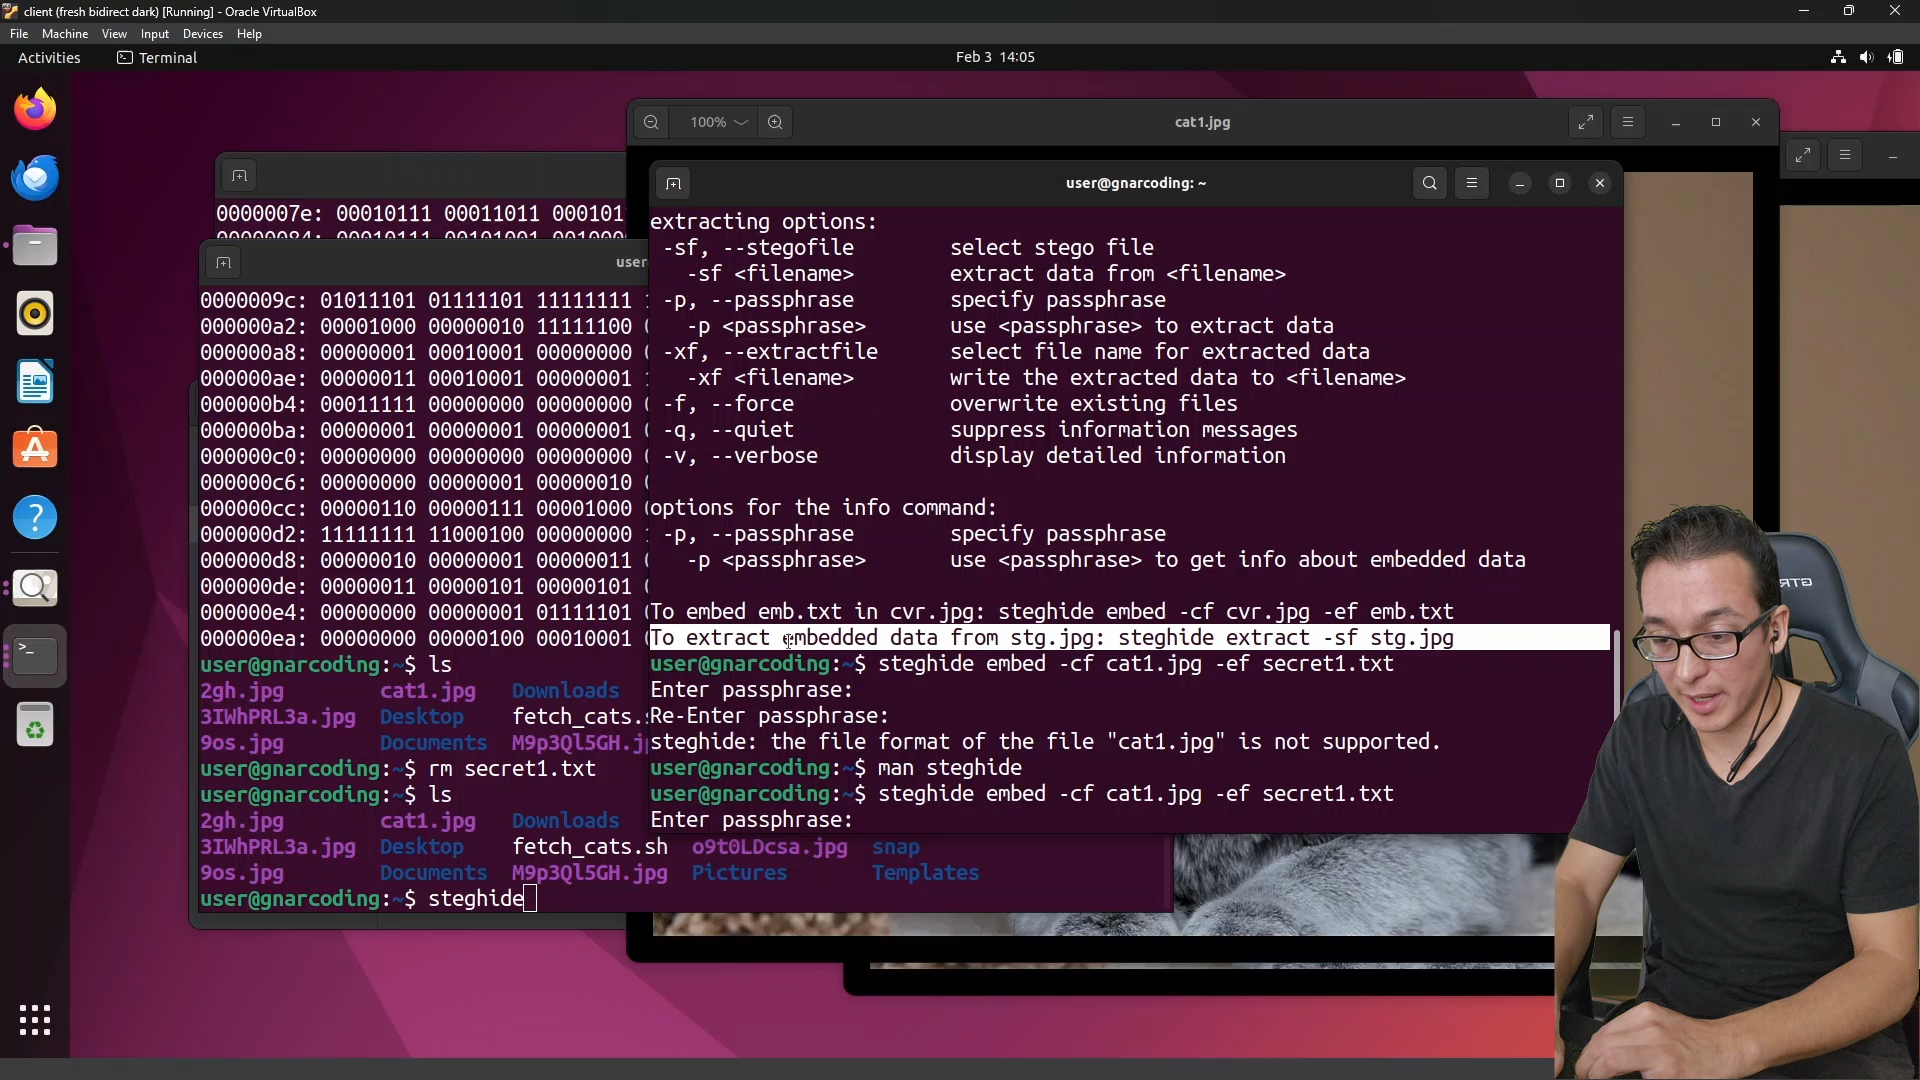 client (fresh bidirect dark) [Running] - Oracle VirtualBox
File Machine View Input Devices Help
Activities Terminal Feb 3 14:05
100% cat1.jpg
user@gnarcoding: ~
0000007e: 00010111 00011011 000101
00000084: 00010111 10101001 001000
user
0000009c: 01011101 01111101 11111111
000000a2: 00001000 00000010 11111100
000000a8: 00000001 00010001 00000000
000000ae: 00000011 00010001 00000001
000000b4: 00011111 00000000 00000000
000000ba: 00000001 00000001 00000001
000000c0: 00000000 00000000 00000000
000000c6: 00000000 00000001 00000010
000000cc: 00000110 00000111 00001000
000000d2: 11111111 11000100 00000000
000000d8: 00000010 00000001 00000011
000000de: 00000011 00000101 00000101
000000e4: 00000000 00000001 01111101
000000ea: 00000000 00000100 00010001
user@gnarcoding:~$ ls
2gh.jpg cat1.jpg Downloads
3IWhPRL3a.jpg Desktop fetch_cats.s
9os.jpg Documents M9p3Ql5GH.jp
user@gnarcoding:~$ rm secret1.txt
user@gnarcoding:~$ ls
2gh.jpg cat1.jpg Downloads
3IWhPRL3a.jpg Desktop fetch_cats.sh o9t0LDcsa.jpg snap
9os.jpg Documents M9p3Ql5GH.jpg Pictures Templates
user@gnarcoding:~$ steghide
extracting options:
-sf, --stegofile select stego file
-sf <filename> extract data from <filename>
-p, --passphrase specify passphrase
-p <passphrase> use <passphrase> to extract data
-xf, --extractfile select file name for extracted data
-xf <filename> write the extracted data to <filename>
-f, --force overwrite existing files
-q, --quiet suppress information messages
-v, --verbose display detailed information
options for the info command:
-p, --passphrase specify passphrase
-p <passphrase> use <passphrase> to get info about embedded data
To embed emb.txt in cvr.jpg: steghide embed -cf cvr.jpg -ef emb.txt
To extract embedded data from stg.jpg: steghide extract -sf stg.jpg
user@gnarcoding:~$ steghide embed -cf cat1.jpg -ef secret1.txt
Enter passphrase:
Re-Enter passphrase:
steghide: the file format of the file "cat1.jpg" is not supported.
user@gnarcoding:~$ man steghide
user@gnarcoding:~$ steghide embed -cf cat1.jpg -ef secret1.txt
Enter passphrase: